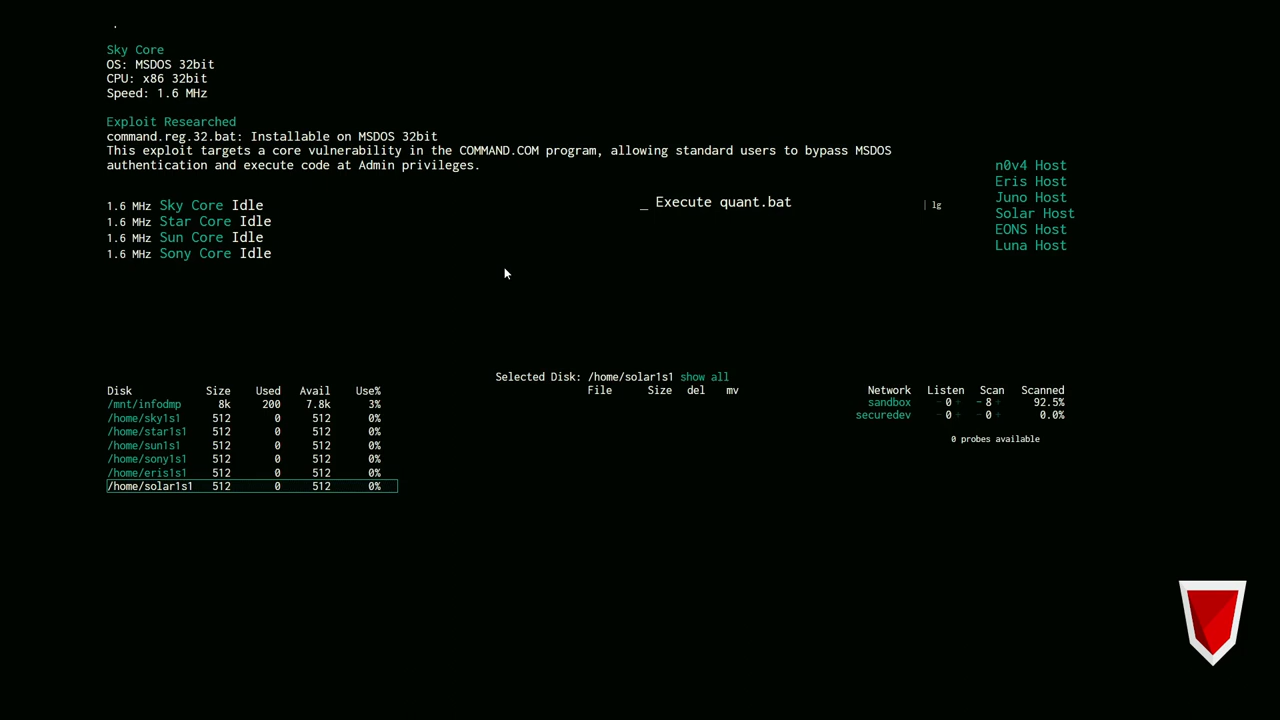 .
Sky Core
OS: MSDOS 32bit
CPU: x86 32bit
Speed: 1.6 MHz
Exploit Researched
command.reg.32.bat: Installable on MSDOS 32bit
This exploit targets a core vulnerability in the COMMAND.COM program, allowing standard users to bypass MSDOS
authentication and execute code at Admin privileges.
1.6 MHz Sky Core Idle
1.6 MHz Star Core Idle
1.6 MHz Sun Core Idle
1.6 MHz Sony Core Idle
_ Execute quant.bat
| lg
n0v4 Host
Eris Host
Juno Host
Solar Host
EONS Host
Luna Host
Disk Size Used Avail Use%
/mnt/infodmp 8k 200 7.8k 3%
/home/sky1s1 512 0 512 0%
/home/star1s1 512 0 512 0%
/home/sun1s1 512 0 512 0%
/home/sony1s1 512 0 512 0%
/home/eris1s1 512 0 512 0%
/home/solar1s1 512 0 512 0%
Selected Disk: /home/solar1s1 show all
File Size del mv
Network Listen Scan Scanned
sandbox - 0 + - 8 + 92.5%
securedev - 0 + - 0 + 0.0%
0 probes available